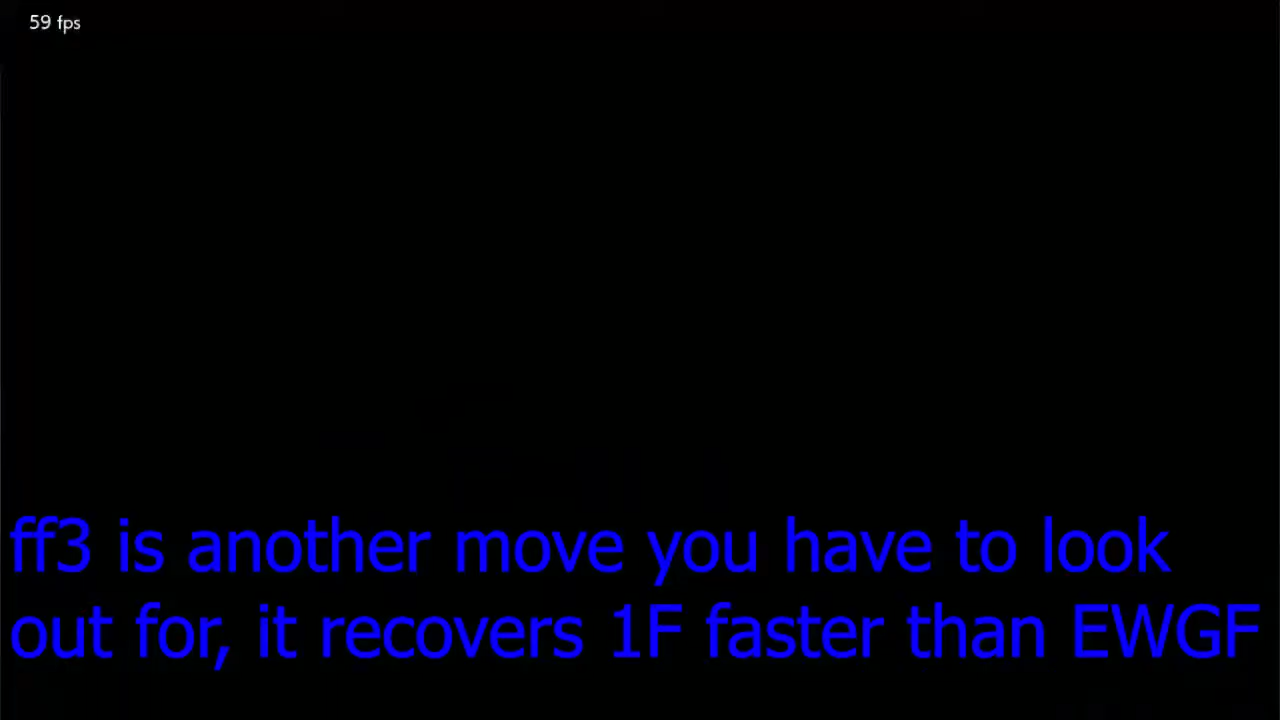 59 fps
ff3 is another move you have to look
out for, it recovers 1F faster than EWGF